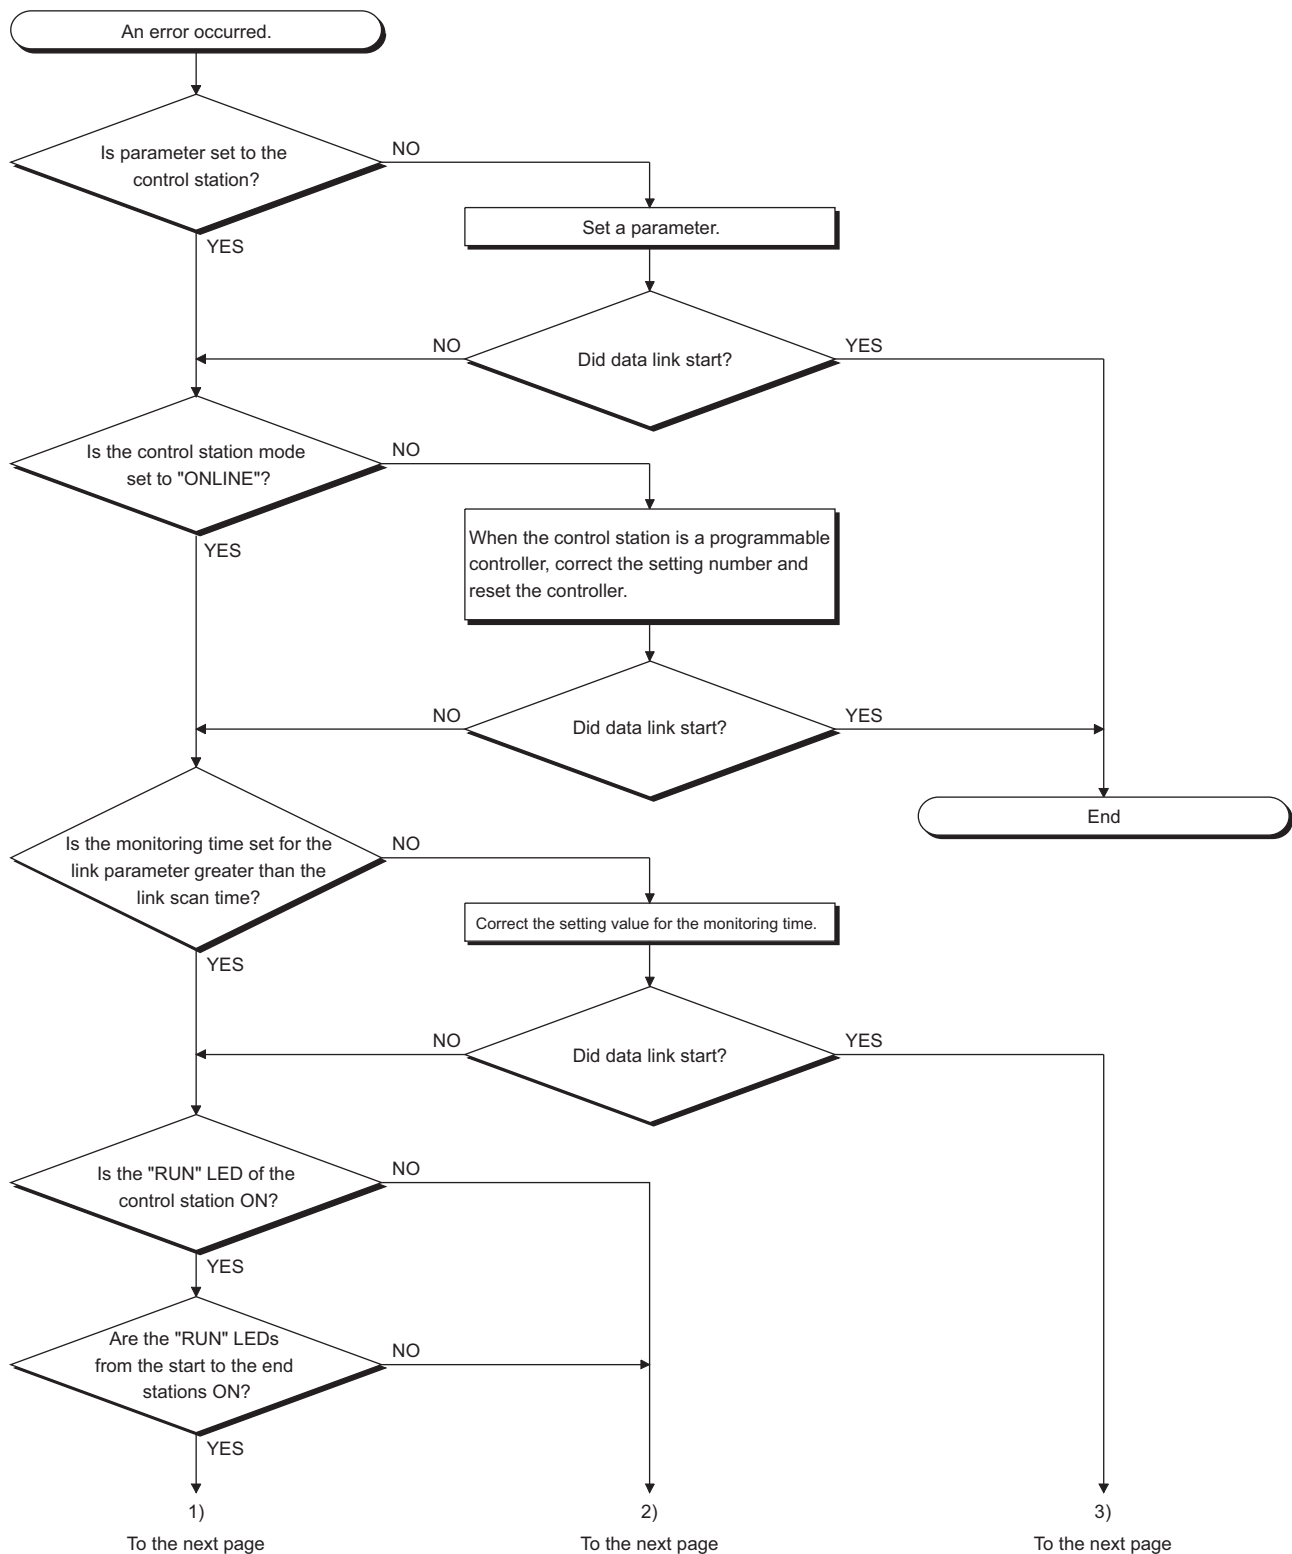 An error occurred.
Is parameter set to the
control station?
NO
YES
Set a parameter.
Did data link start?
NO
YES
Is the control station mode
set to "ONLINE"?
NO
YES
When the control station is a programmable
controller, correct the setting number and
reset the controller.
Did data link start?
NO
YES
End
Is the monitoring time set for the
link parameter greater than the
link scan time?
NO
YES
Correct the setting value for the monitoring time.
Did data link start?
NO
YES
Is the "RUN" LED of the
control station ON?
NO
YES
Are the "RUN" LEDs
from the start to the end
stations ON?
NO
YES
1)
To the next page
2)
To the next page
3)
To the next page